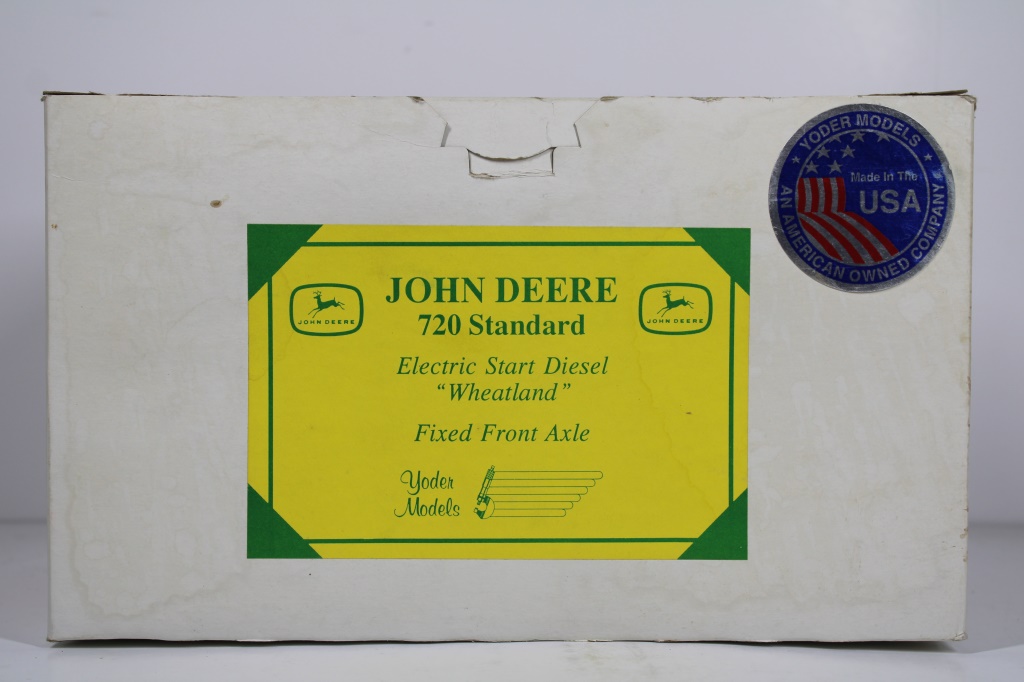 YODER MODELS
Made In The
USA
AN AMERICAN OWNED COMPANY
JOHN DEERE
720 Standard
JOHN DEERE
JOHN DEERE
Electric Start Diesel
“Wheatland”
Fixed Front Axle
Yoder
Models